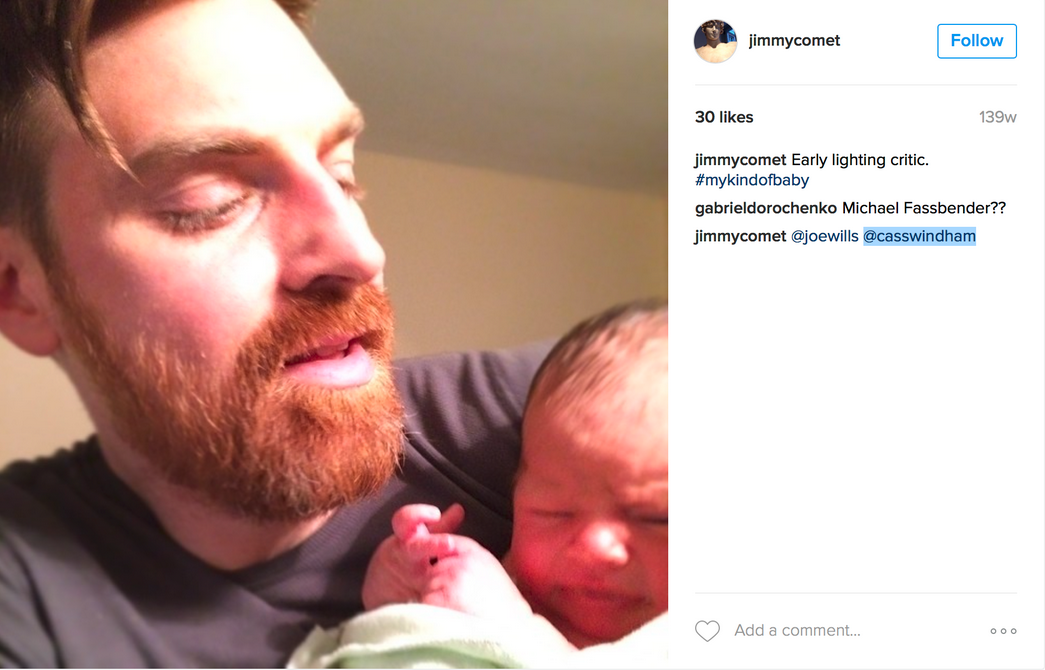 jimmycomet
Follow
30 likes
139w
jimmycomet Early lighting critic.
#mykindofbaby
gabrieldorochenko Michael Fassbender??
jimmycomet @joewills @casswindham
Add a comment...